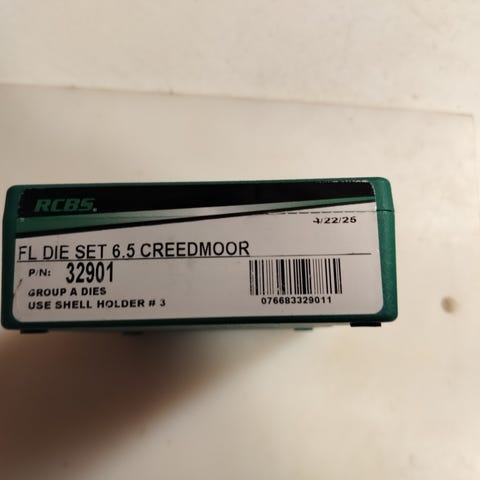 RCBS.
4/22/25
FL DIE SET 6.5 CREEDMOOR
P/N: 32901
GROUP A DIES
USE SHELL HOLDER # 3
076683329011